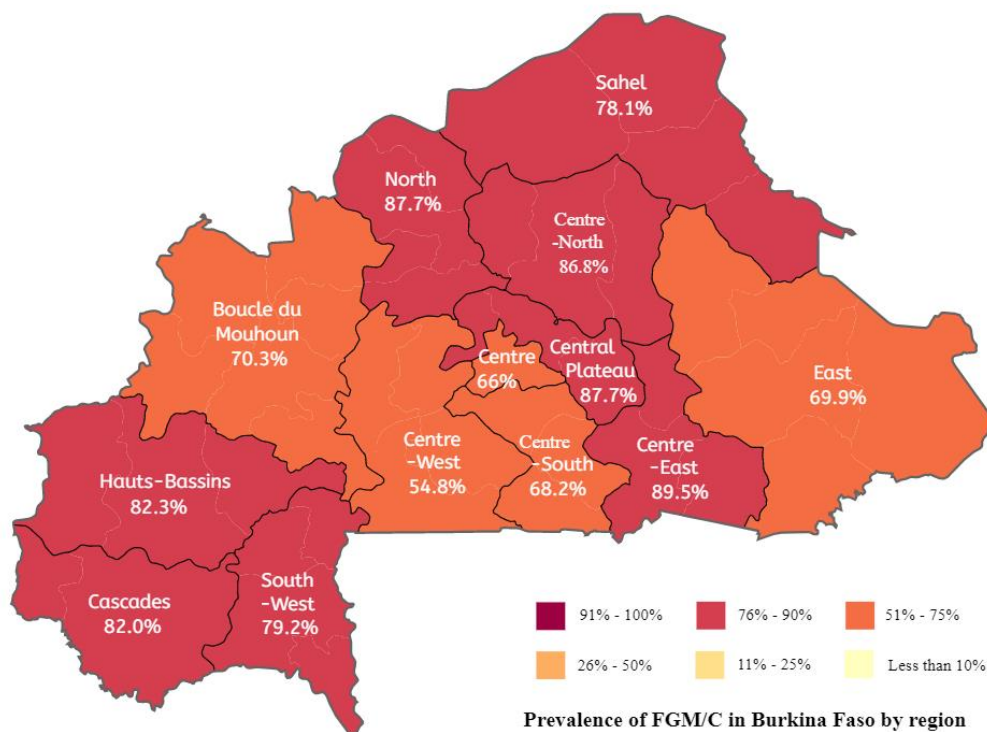 Sahel
78.1%
North
87.7%
Centre
-North
86.8%
Boucle du
Mouhoun
70.3%
Centre
66%
Central
Plateau
87.7%
East
69.9%
Centre
-West
54.8%
Centre
-South
68.2%
Centre
-East
89.5%
Hauts-Bassins
82.3%
Cascades
82.0%
South
-West
79.2%
91% - 100%
76% - 90%
51% - 75%
26% - 50%
11% - 25%
Less than 10%
Prevalence of FGM/C in Burkina Faso by region